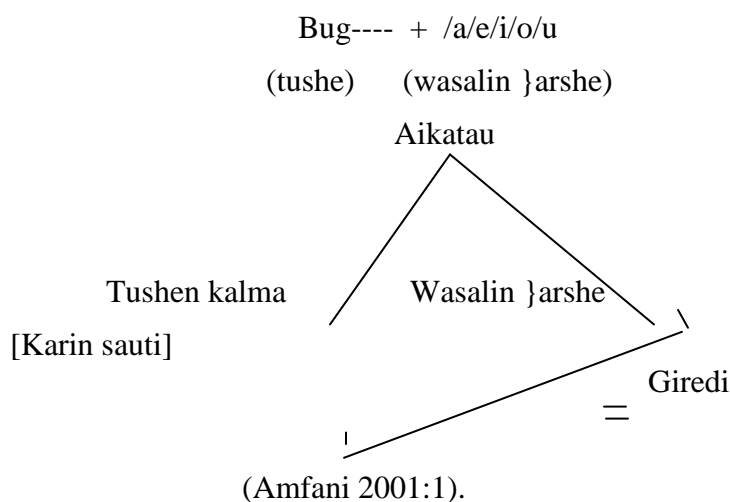 Bug---- + /a/e/i/o/u
(tushe) (wasalin }arshe)
Aikatau
Tushen kalma Wasalin }arshe
[Karin sauti]
Giredi
(Amfani 2001:1).